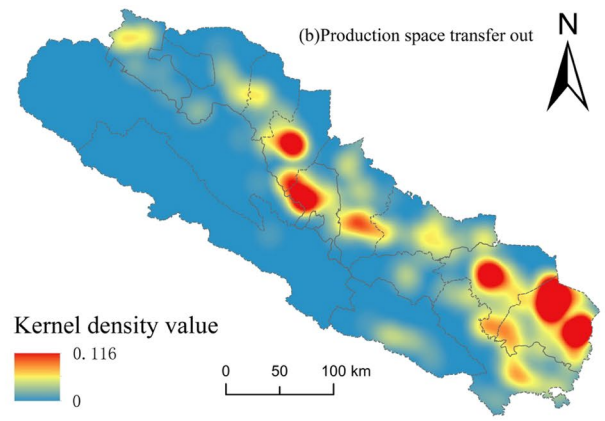 (b)Production space transfer out
N
Kernel density value
0.116
0
0 50 100 km